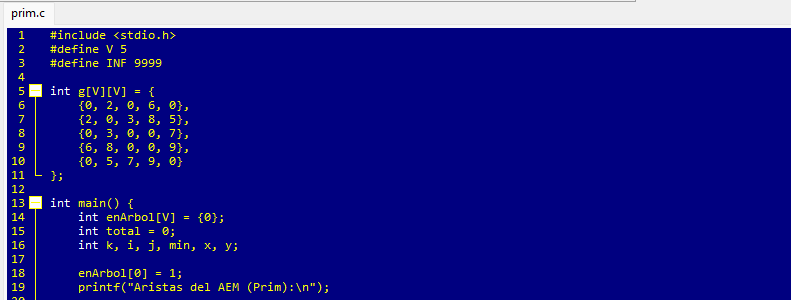 prim.c
1 #include <stdio.h>
2 #define V 5
3 #define INF 9999
4
5 int g[V][V] = {
6 {0, 2, 0, 6, 0},
7 {2, 0, 3, 8, 5},
8 {0, 3, 0, 0, 7},
9 {6, 8, 0, 0, 9},
10 {0, 5, 7, 9, 0}
11 };
12
13 int main() {
14 int enArbol[V] = {0};
15 int total = 0;
16 int k, i, j, min, x, y;
17
18 enArbol[0] = 1;
19 printf("Aristas del AEM (Prim):\n");